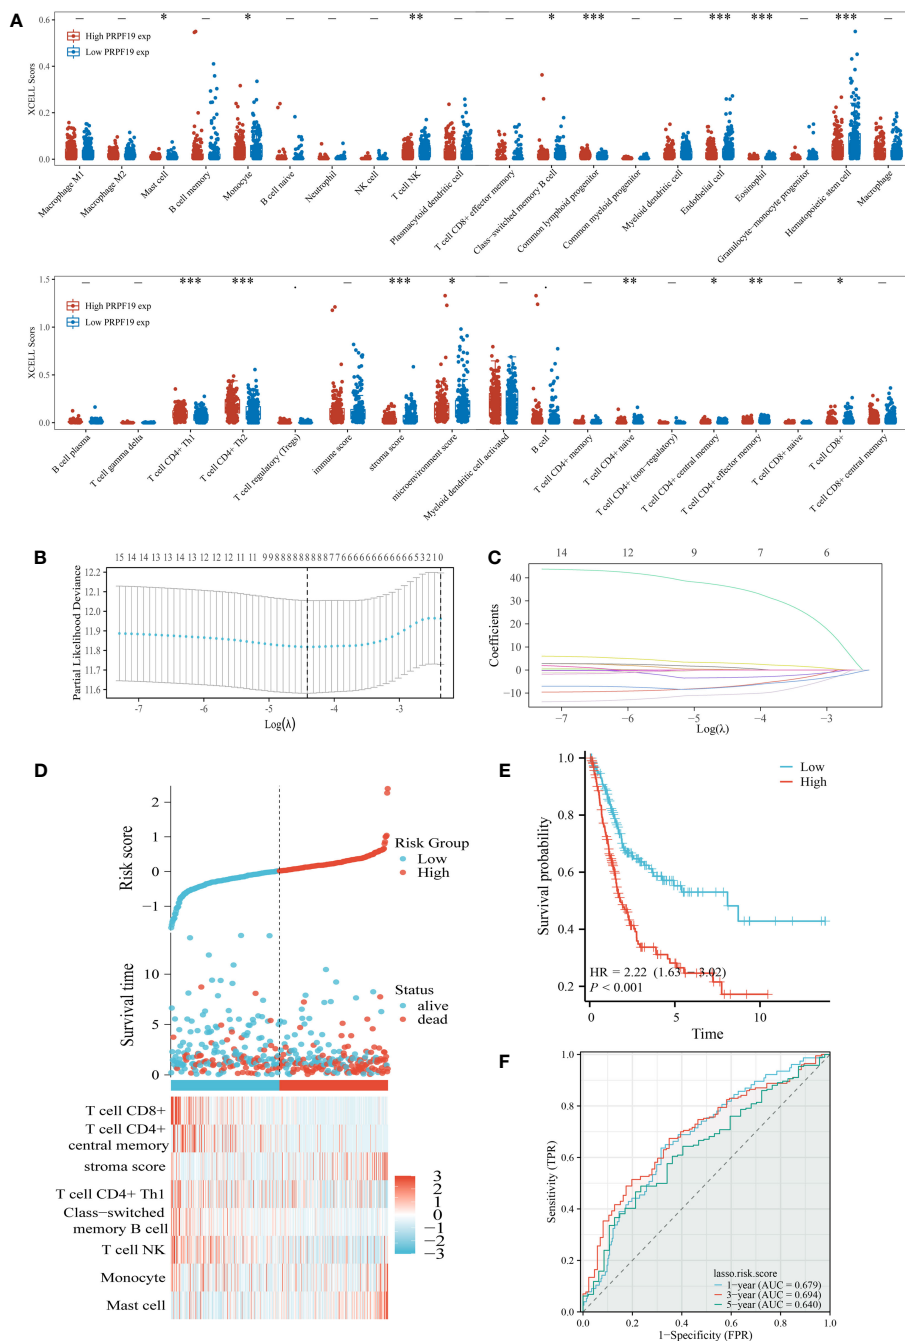 A
XCELL Scores
0.6
0.4
0.2
0.0
High PRPF19 exp
Low PRPF19 exp
— — * — * — — — ** — — * *** — — *** *** — *** —
Macrophage M1
Macrophage M2
Mast cell
B cell memory
Monocyte
B cell naive
Neutrophil
NK cell
T cell NK
Plasmacytoid dendritic cell
T cell CD8+ effector memory
Class−switched memory B cell
Common lymphoid progenitor
Common myeloid progenitor
Myeloid dendritic cell
Endothelial cell
Eosinophil
Granulocyte−monocyte progenitor
Hematopoietic stem cell
Macrophage
XCELL Scores
1.5
1.0
0.5
0.0
High PRPF19 exp
Low PRPF19 exp
— — *** *** . — *** * — . — ** — * ** — * —
B cell plasma
T cell gamma delta
T cell CD4+ Th1
T cell CD4+ Th2
T cell regulatory (Tregs)
immune score
stroma score
microenvironment score
Myeloid dendritic cell activated
B cell
T cell CD4+ memory
T cell CD4+ naive
T cell CD4+ (non−regulatory)
T cell CD4+ central memory
T cell CD4+ effector memory
T cell CD8+ naive
T cell CD8+
T cell CD8+ central memory
B
15 14 14 13 13 14 13 12 12 12 11 11 9 9 8 8 8 8 8 8 8 7 7 6 6 6 6 6 6 6 5 3 2 1 0
Partial Likelihood Deviance
12.2
12.1
11.9
11.8
11.7
11.6
−7 −6 −5 −4 −3
Log(λ)
C
14 12 9 7 6
Coefficients
40
30
20
10
0
−10
−7 −6 −5 −4 −3
Log(λ)
D
Risk score
2
1
0
−1
Risk Group
Low
High
Survival time
10
5
0
Status
alive
dead
T cell CD8+
T cell CD4+
central memory
stroma score
T cell CD4+ Th1
Class−switched
memory B cell
T cell NK
Monocyte
Mast cell
3
2
1
0
−1
−2
−3
E
Survival probability
1.0
0.8
0.6
0.4
0.2
Low
High
HR = 2.22 (1.63 − 3.02)
P < 0.001
0 5 10
Time
F
Sensitivity (TPR)
1.0
0.8
0.6
0.4
0.2
0.0
lasso.risk.score
1−year (AUC = 0.679)
3−year (AUC = 0.694)
5−year (AUC = 0.640)
0.0 0.2 0.4 0.6 0.8 1.0
1−Specificity (FPR)